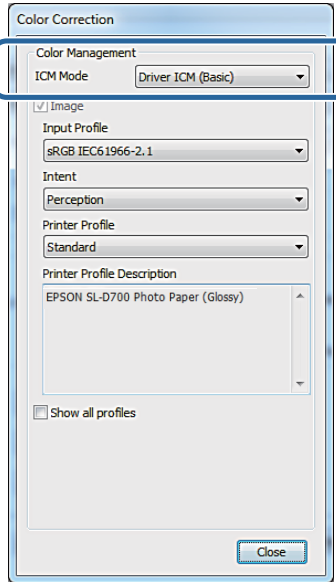 Color Correction
Color Management
ICM Mode Driver ICM (Basic)
Image
Input Profile
sRGB IEC61966-2.1
Intent
Perception
Printer Profile
Standard
Printer Profile Description
EPSON SL-D700 Photo Paper (Glossy)
Show all profiles
Close